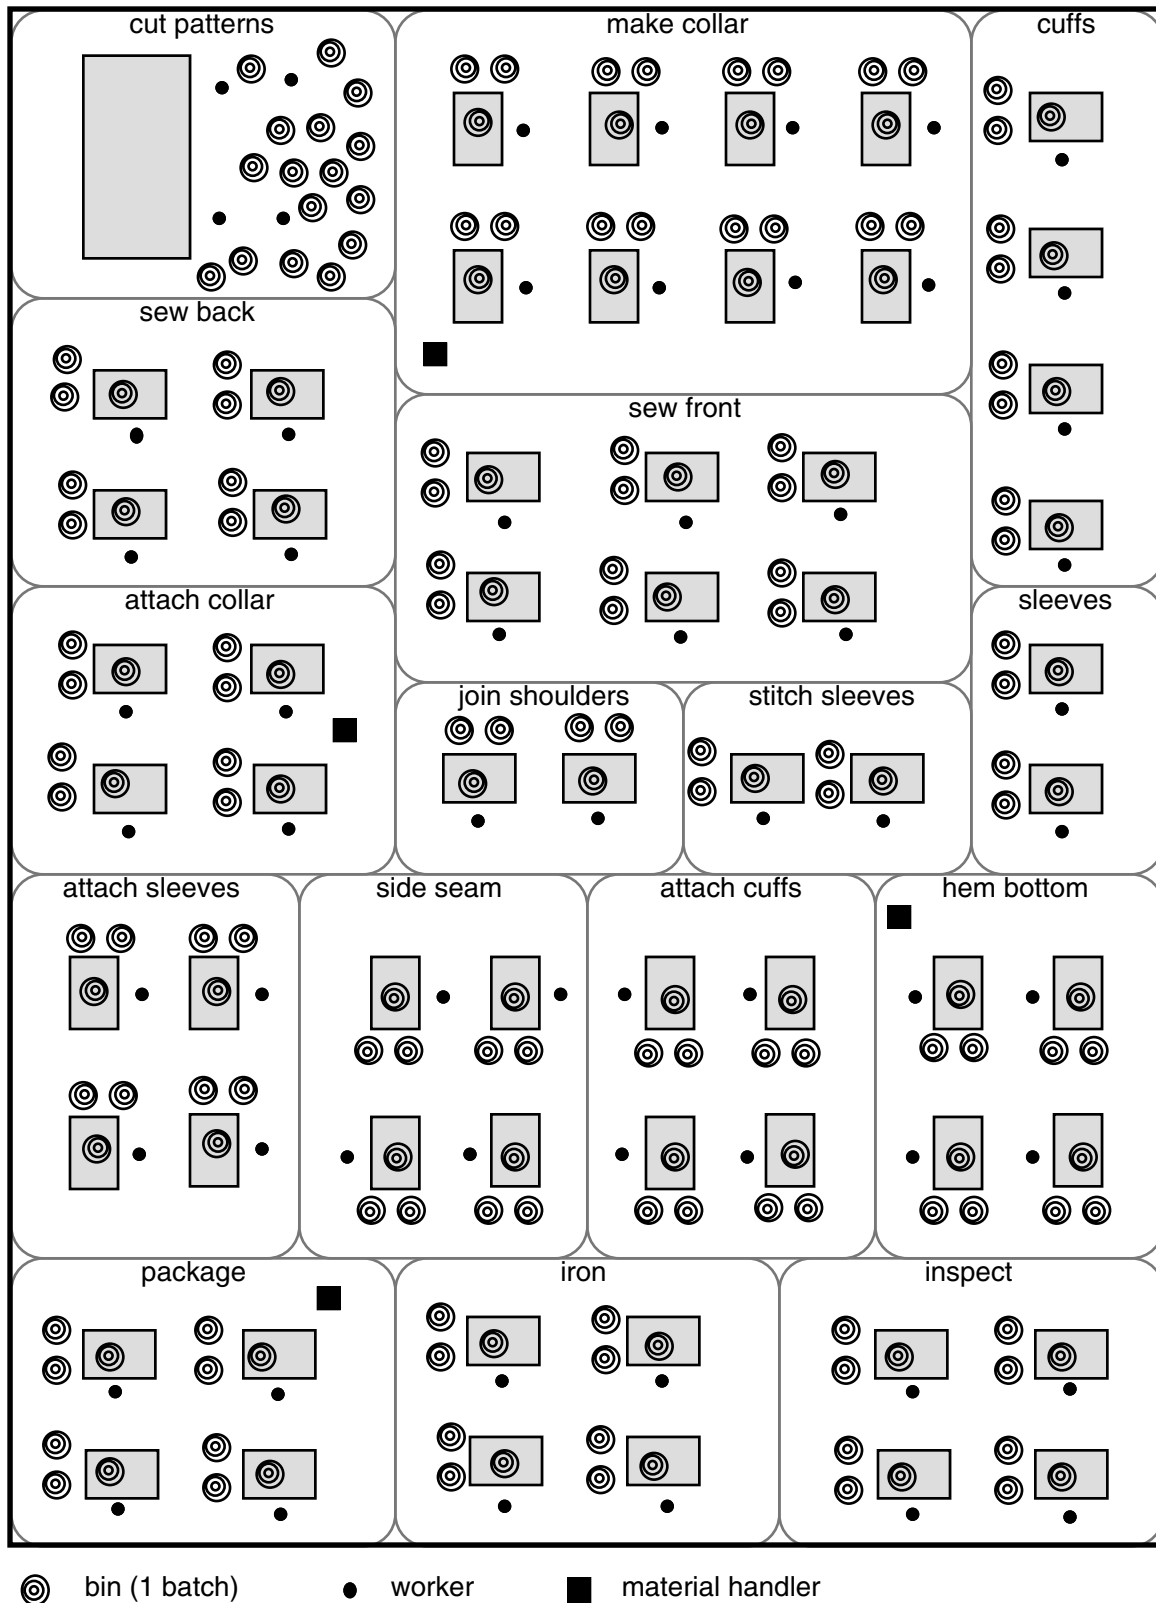 cut patterns
make collar
cuffs
sew back
sew front
attach collar
sleeves
join shoulders
stitch sleeves
attach sleeves
side seam
attach cuffs
hem bottom
package
iron
inspect
bin (1 batch)
worker
material handler